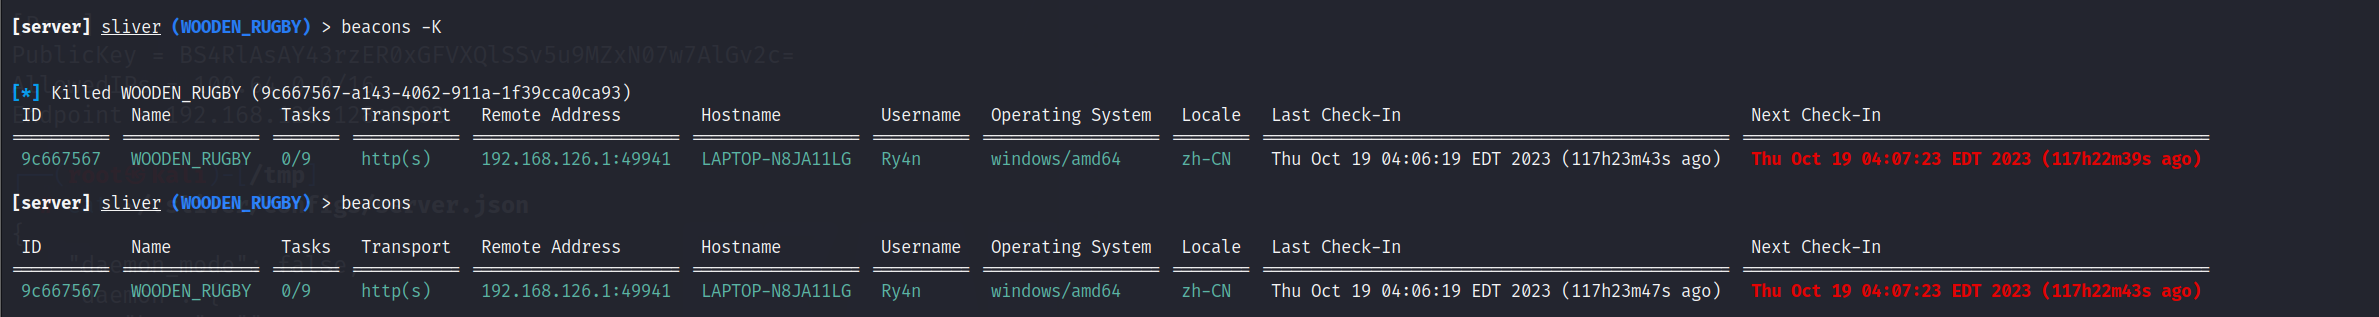 [server] sliver (WOODEN_RUGBY) > beacons -K
PublicKey = BS4RlAsAY43rzER0xGFVXQlSSv5u9MZxN07w7AlGv2c=
[*] Killed WOODEN_RUGBY (9c667567-a143-4062-911a-1f39cca0ca93)
ID Name Tasks Transport Remote Address Hostname Username Operating System Locale Last Check-In Next Check-In
9c667567 WOODEN_RUGBY 0/9 http(s) 192.168.126.1:49941 LAPTOP-N8JA11LG Ry4n windows/amd64 zh-CN Thu Oct 19 04:06:19 EDT 2023 (117h23m43s ago) Thu Oct 19 04:07:23 EDT 2023 (117h22m39s ago)
/tmp
[server] sliver (WOODEN_RUGBY) > beacons
ID Name Tasks Transport Remote Address Hostname Username Operating System Locale Last Check-In Next Check-In
"daemon_mode": false
9c667567 WOODEN_RUGBY 0/9 http(s) 192.168.126.1:49941 LAPTOP-N8JA11LG Ry4n windows/amd64 zh-CN Thu Oct 19 04:06:19 EDT 2023 (117h23m47s ago) Thu Oct 19 04:07:23 EDT 2023 (117h22m43s ago)